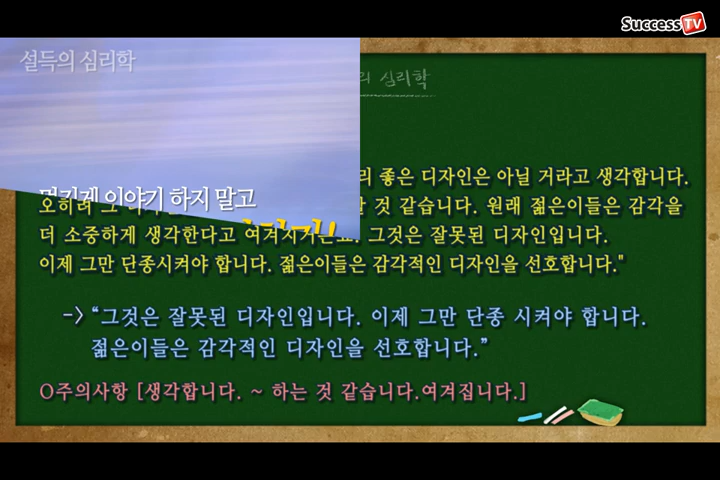 SuccessTV
설득의 심리학
의 심리학
멋지게 이야기 하지 말고
리 좋은 디자인은 아닐 거라고 생각합니다.
오히려 그 것 같습니다. 원래 젊은이들은 감각을
더 소중하게 생각한다고 여겨지거든요. 그것은 잘못된 디자인입니다.
이제 그만 단종시켜야 합니다. 젊은이들은 감각적인 디자인을 선호합니다."
-> “그것은 잘못된 디자인입니다. 이제 그만 단종 시켜야 합니다.
젊은이들은 감각적인 디자인을 선호합니다.”
O주의사항 [생각합니다. ~ 하는 것 같습니다.여겨집니다.]